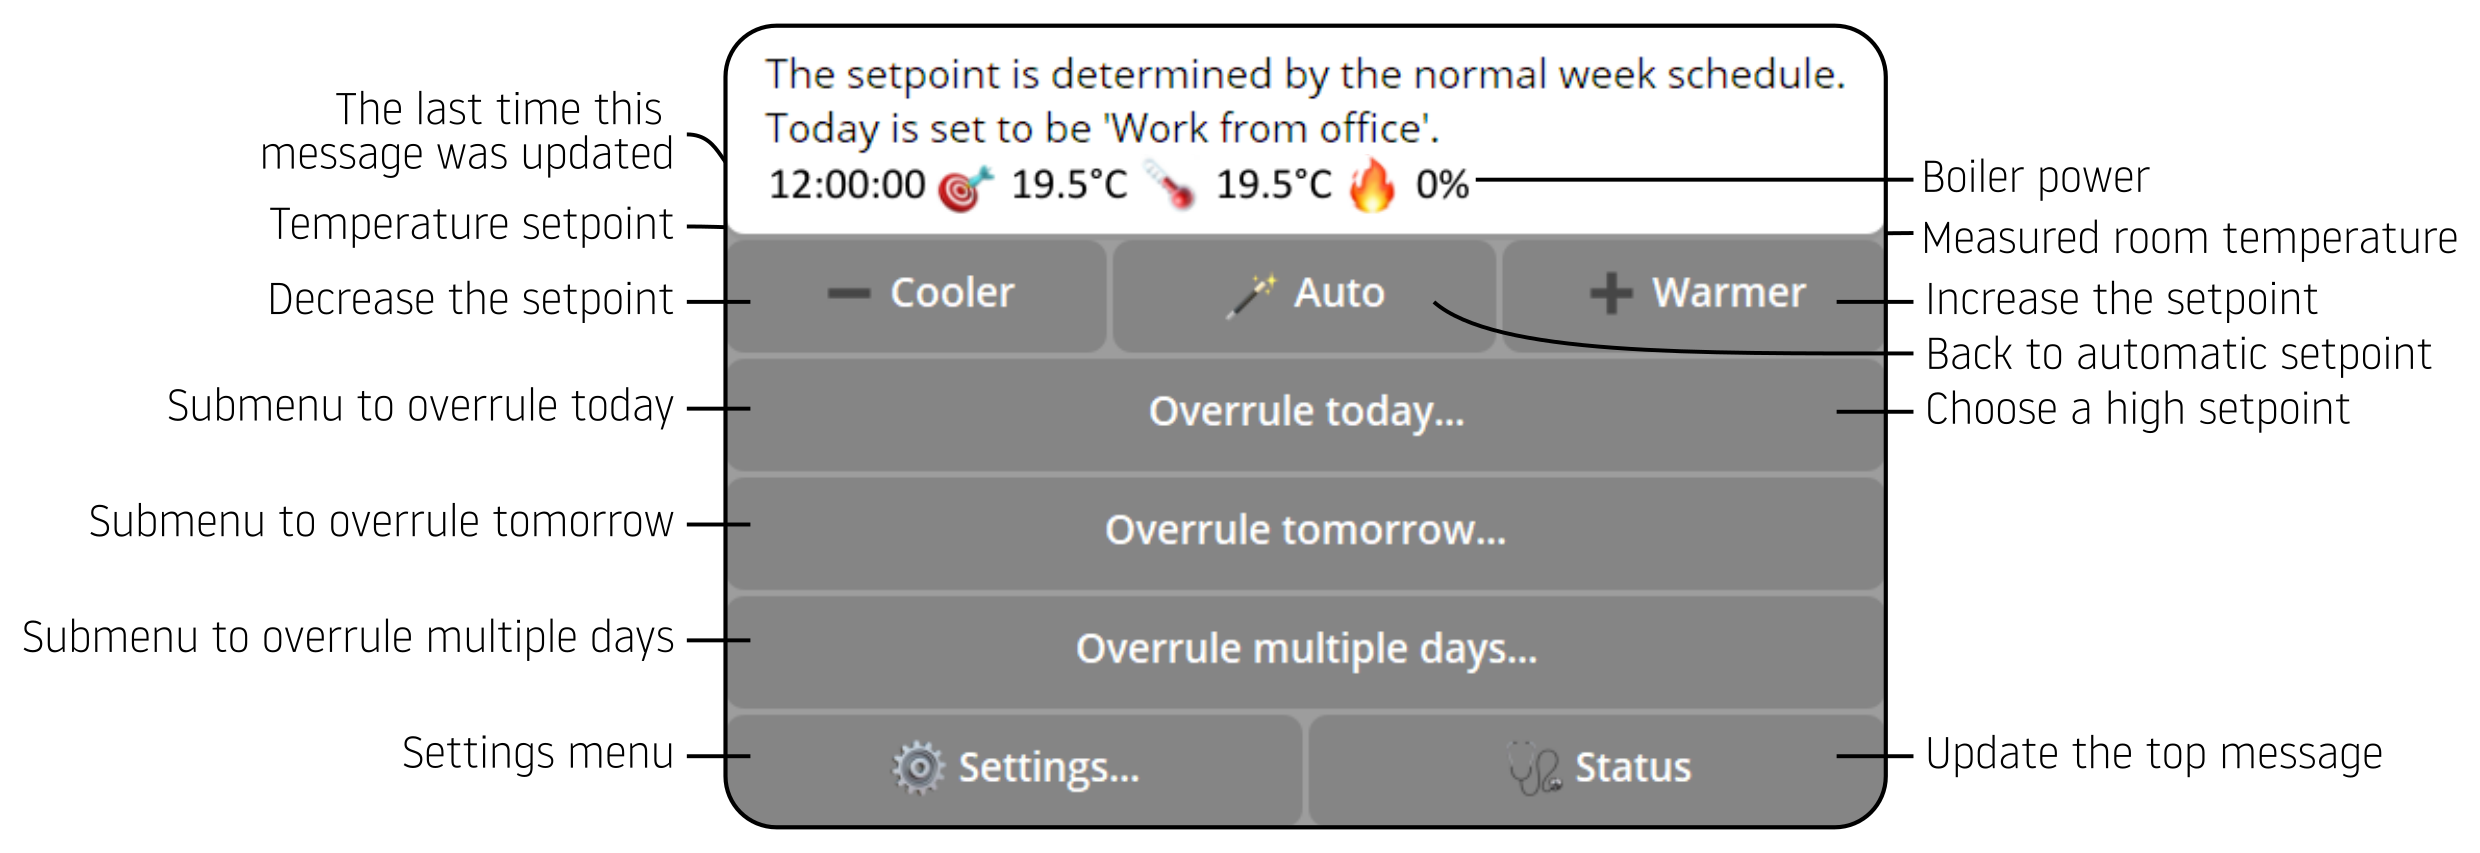 The last time this
message was updated
Temperature setpoint
Decrease the setpoint
Submenu to overrule today
Submenu to overrule tomorrow
Submenu to overrule multiple days
Settings menu
The setpoint is determined by the normal week schedule.
Today is set to be 'Work from office'.
12:00:00 🎯 19.5°C 🌡 19.5°C 🔥 0%
Cooler
Auto
Warmer
Overrule today...
Overrule tomorrow...
Overrule multiple days...
Settings...
Status
Boiler power
Measured room temperature
Increase the setpoint
Back to automatic setpoint
Choose a high setpoint
Update the top message